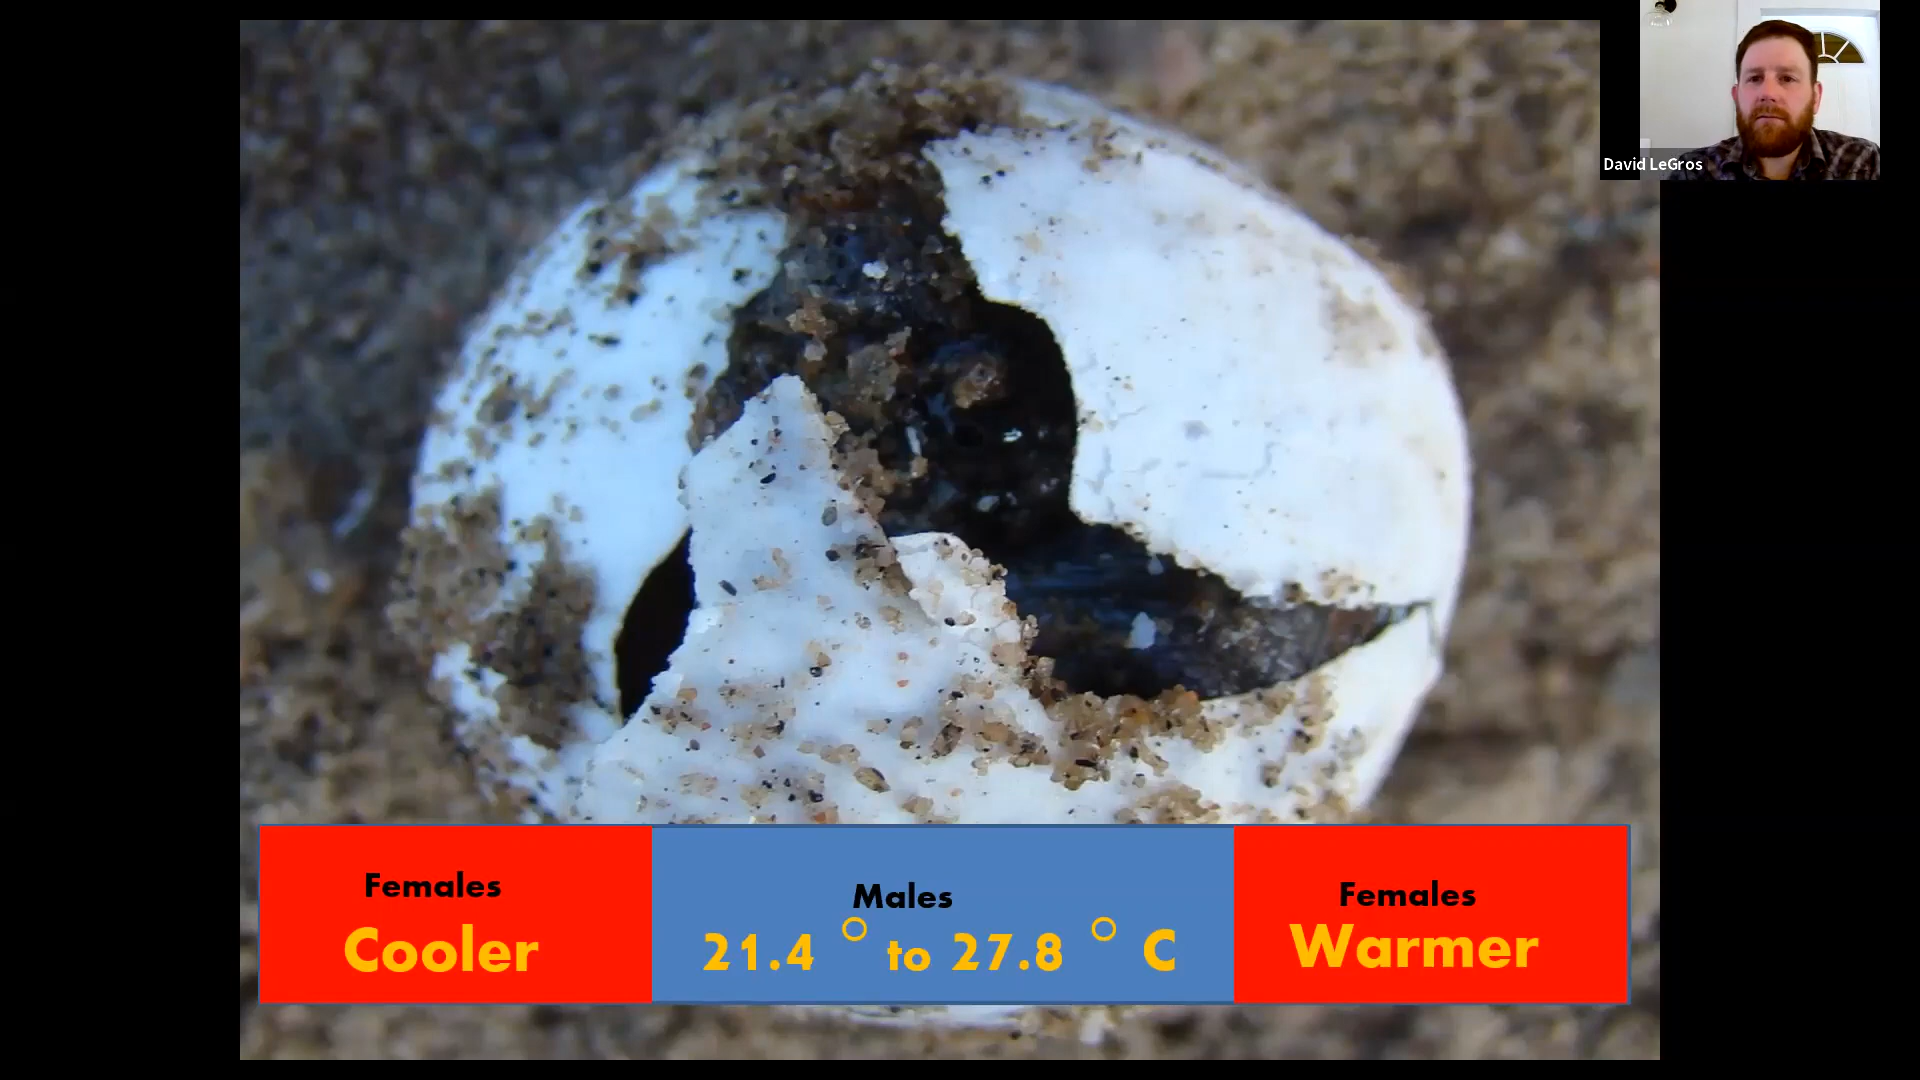 David LeGros
Females
Cooler
Males
21.4 ° to 27.8 ° C
Females
Warmer